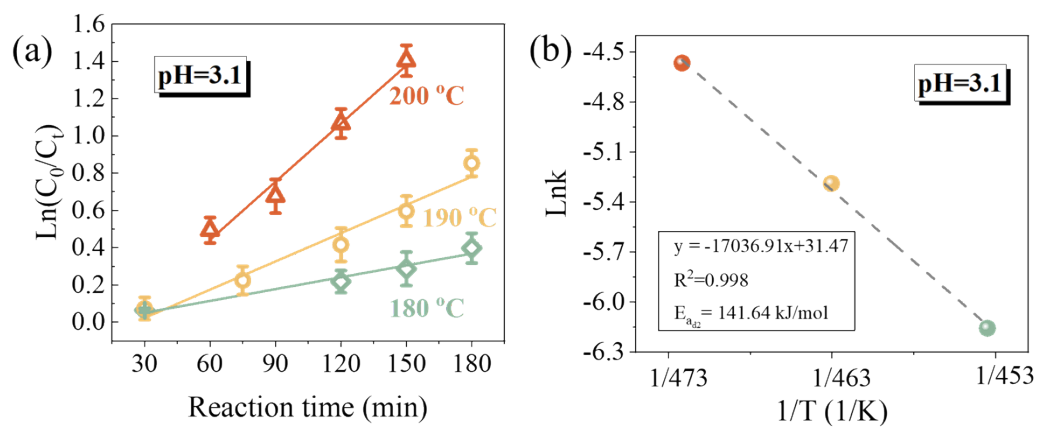 (a)
pH=3.1
Ln(C0/Ct)
1.6
1.4
1.2
1.0
0.8
0.6
0.4
0.2
0.0
200 °C
190 °C
180 °C
30
60
90
120
150
180
Reaction time (min)
(b)
pH=3.1
Lnk
-4.5
-4.8
-5.1
-5.4
-5.7
-6.0
-6.3
y = -17036.91x+31.47
R²=0.998
Ead2= 141.64 kJ/mol
1/473
1/463
1/453
1/T (1/K)